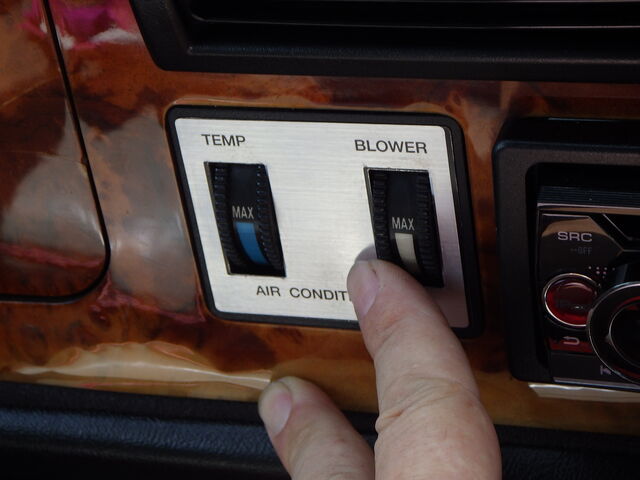 TEMP
BLOWER
MAX
MAX
AIR CONDIT
SRC
OFF